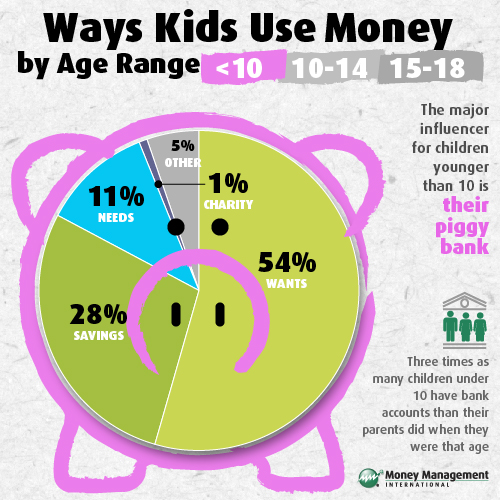 Ways Kids Use Money
by Age Range <10 10-14 15-18
The major
influencer
for children
younger
than 10 is
their
piggy
bank
5%
OTHER
1%
CHARITY
11%
NEEDS
54%
WANTS
28%
SAVINGS
Three times as
many children under
10 have bank
accounts than their
parents did when they
were that age
Money Management
INTERNATIONAL